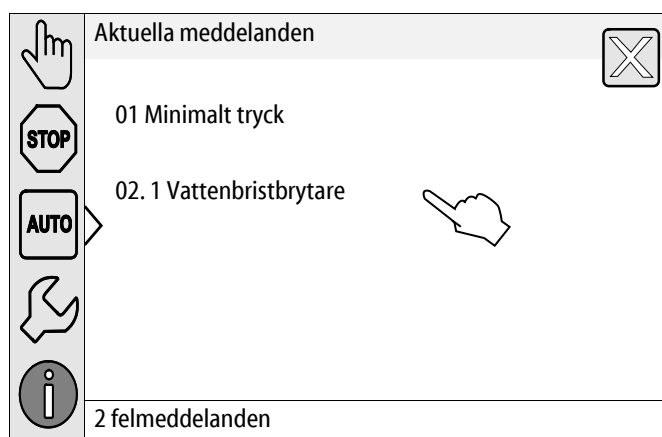 Aktuella meddelanden
01 Minimalt tryck
STOP
02. 1 Vattenbristbrytare
AUTO
2 felmeddelanden